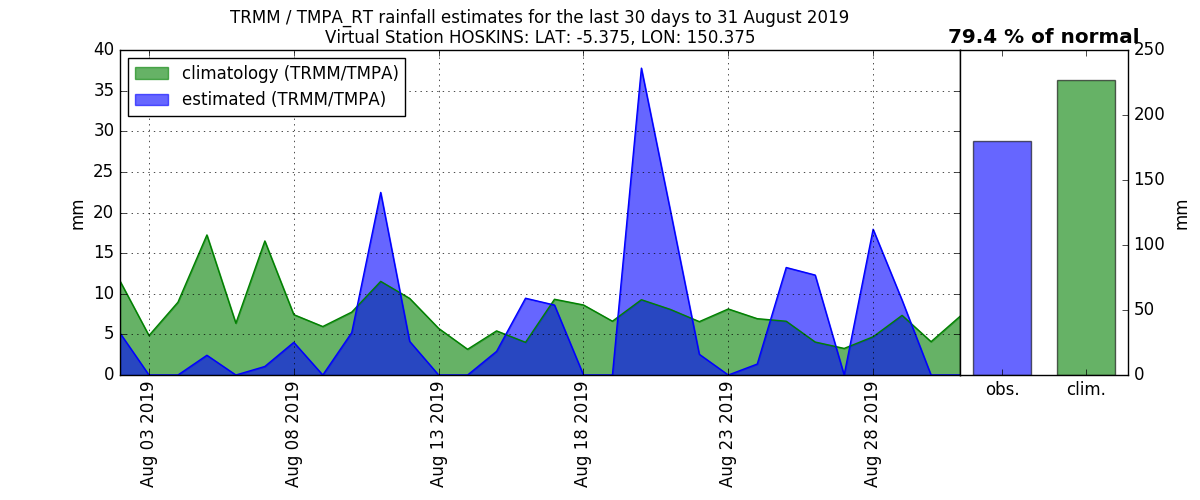 TRMM / TMPA_RT rainfall estimates for the last 30 days to 31 August 2019
Virtual Station HOSKINS: LAT: -5.375, LON: 150.375
79.4 % of normal
climatology (TRMM/TMPA)
estimated (TRMM/TMPA)
40
35
30
25
20
15
10
5
0
mm
Aug 03 2019
Aug 08 2019
Aug 13 2019
Aug 18 2019
Aug 23 2019
Aug 28 2019
obs.
clim.
250
200
150
100
50
0
mm